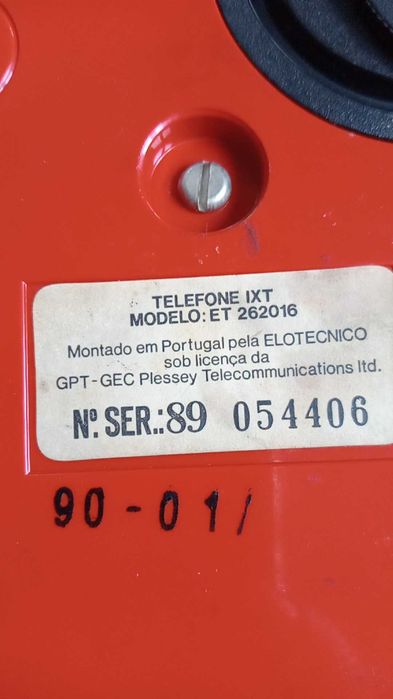 TELEFONE IXT
MODELO: ET 262016
Montado em Portugal pela ELOTECNICO
sob licença da
GPT-GEC Plessey Telecommunications ltd.
Nº. SER.: 89 054406
90-01/